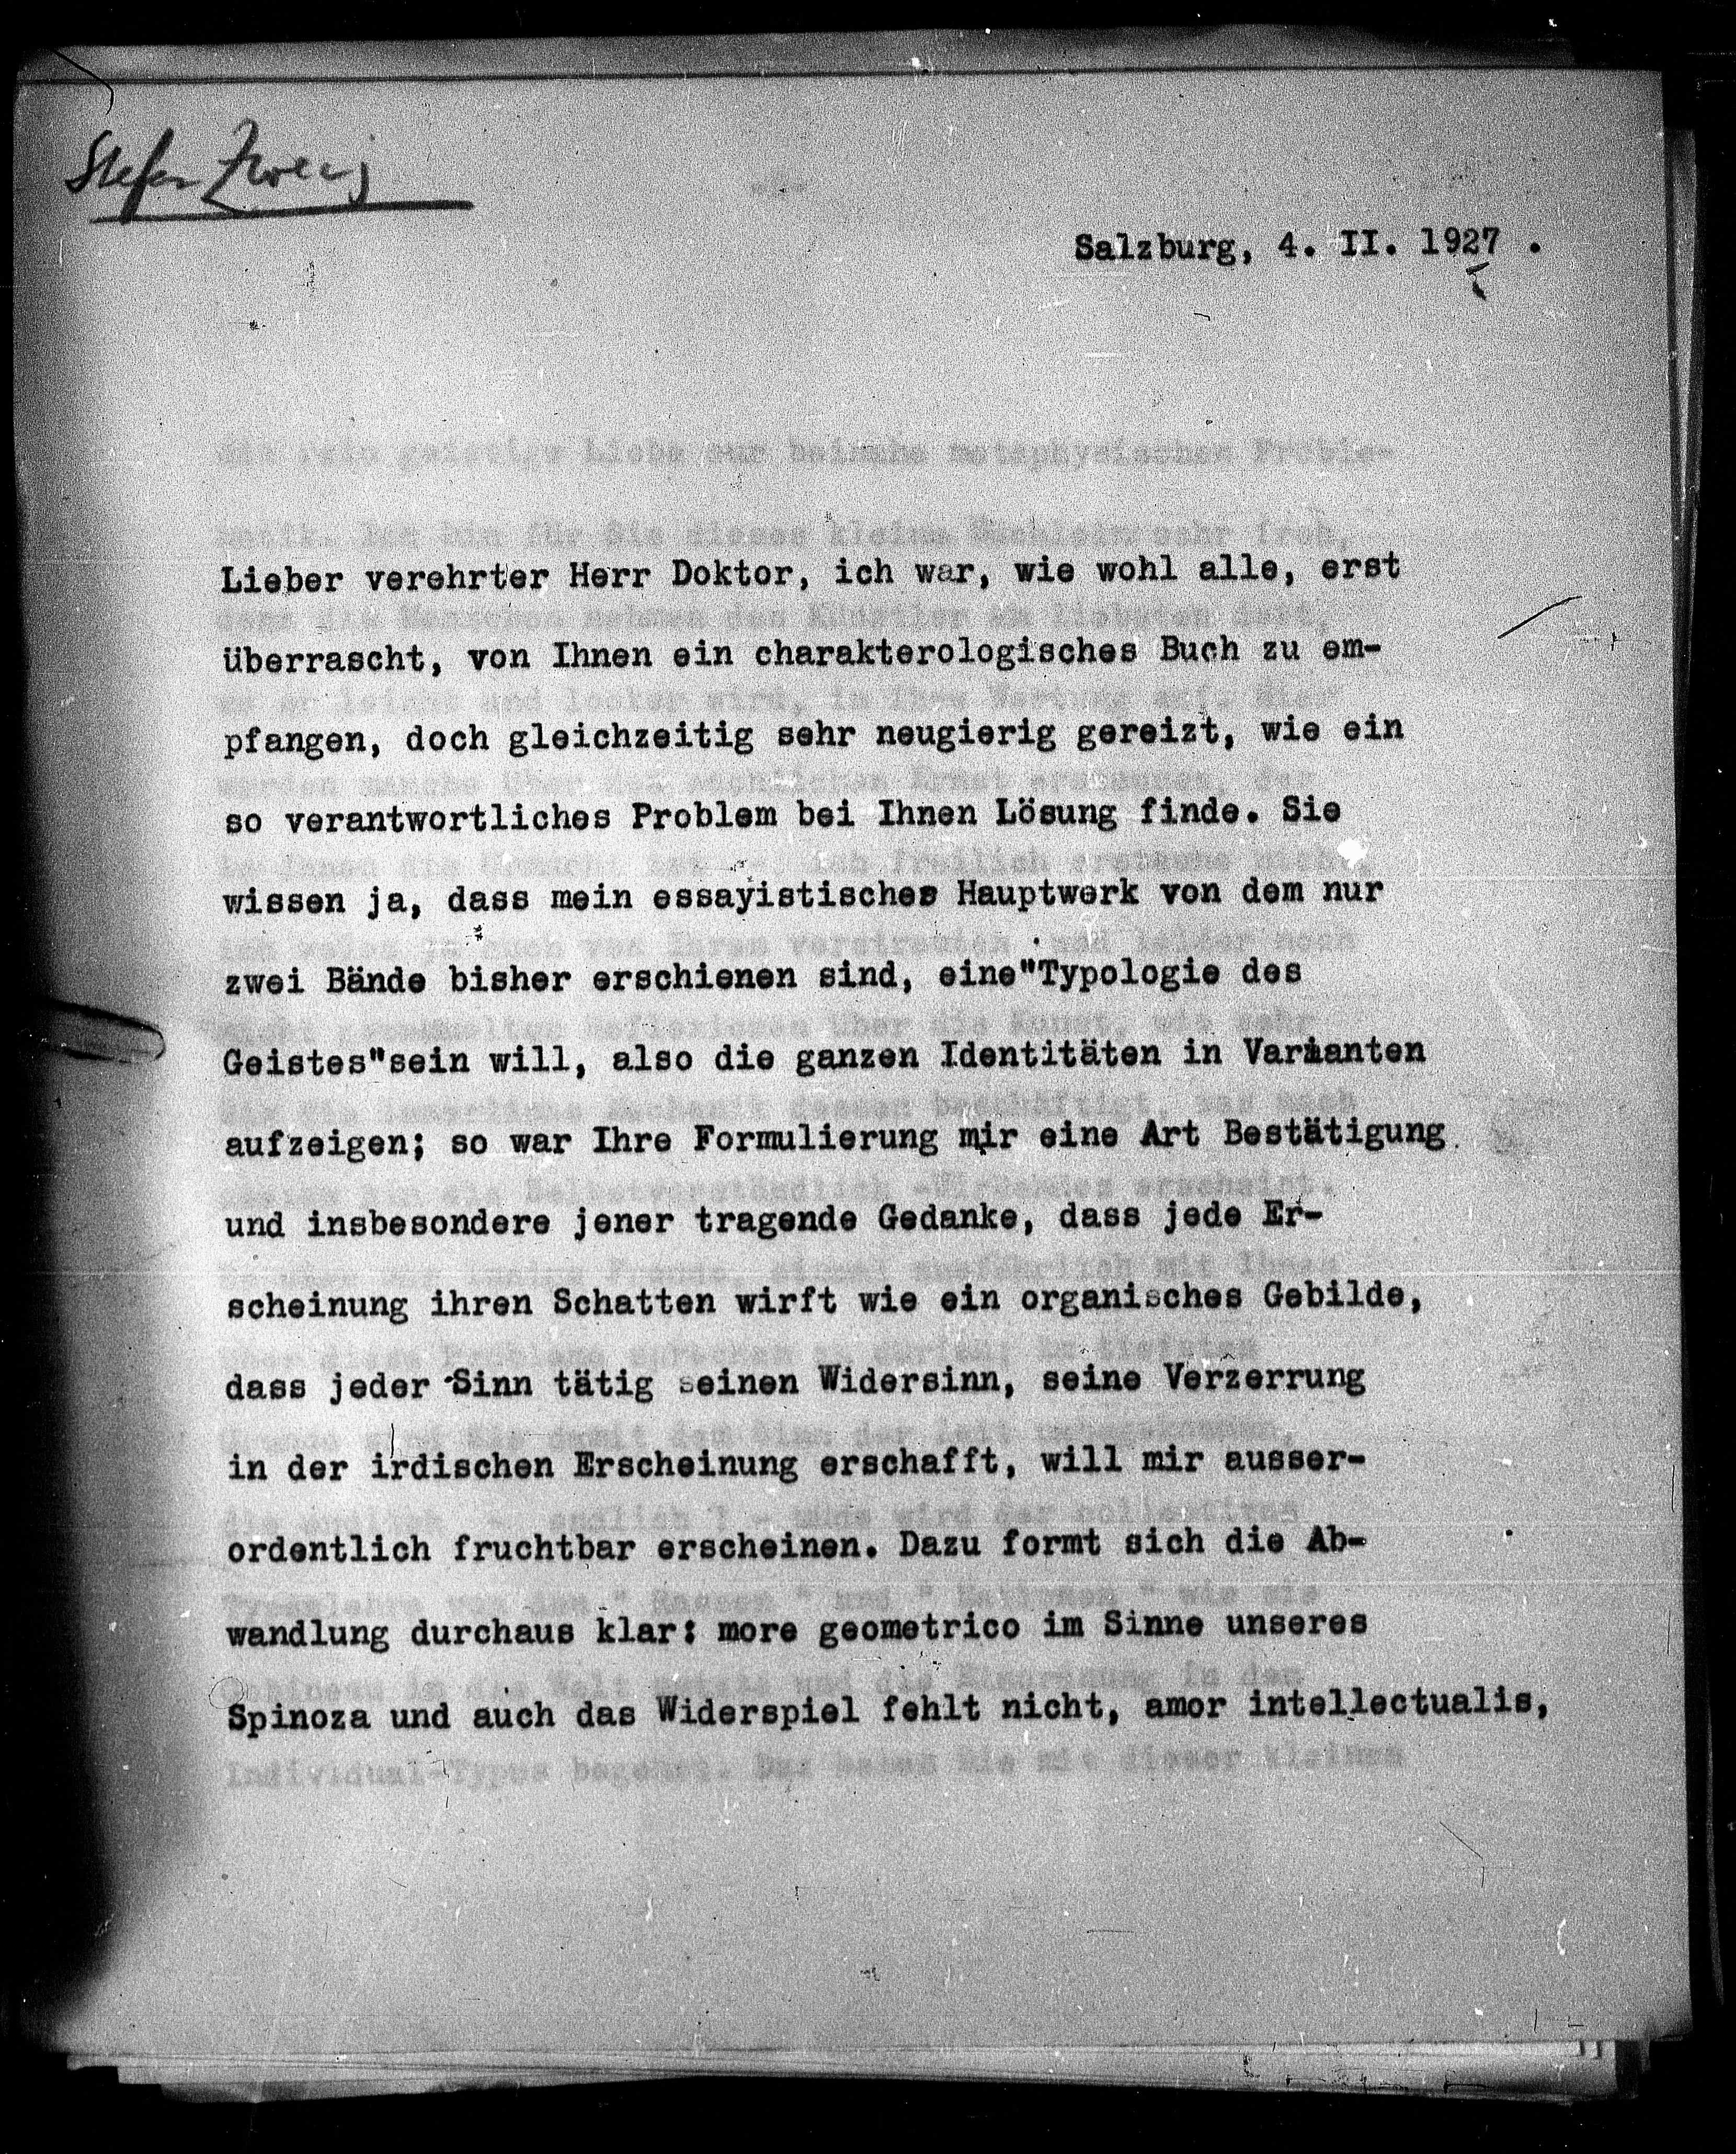 Stefan Zweig
Salzburg, 4. II. 1927 .
Lieber verehrter Herr Doktor, ich war, wie wohl alle, erst
überrascht, von Ihnen ein charakterologisches Buch zu em-
pfangen, doch gleichzeitig sehr neugierig gereizt, wie ein
so verantwortliches Problem bei Ihnen Lösung finde. Sie
wissen ja, dass mein essayistisches Hauptwerk von dem nur
zwei Bände bisher erschienen sind, eine"Typologie des
Geistes"sein will, also die ganzen Identitäten in Varianten
aufzeigen; so war Ihre Formulierung mir eine Art Bestätigung
und insbesondere jener tragende Gedanke, dass jede Er-
scheinung ihren Schatten wirft wie ein organisches Gebilde,
dass jeder Sinn tätig seinen Widersinn, seine Verzerrung
in der irdischen Erscheinung erschafft, will mir ausser-
ordentlich fruchtbar erscheinen. Dazu formt sich die Ab-
wandlung durchaus klar: more geometrico im Sinne unseres
Spinoza und auch das Widerspiel fehlt nicht, amor intellectualis,